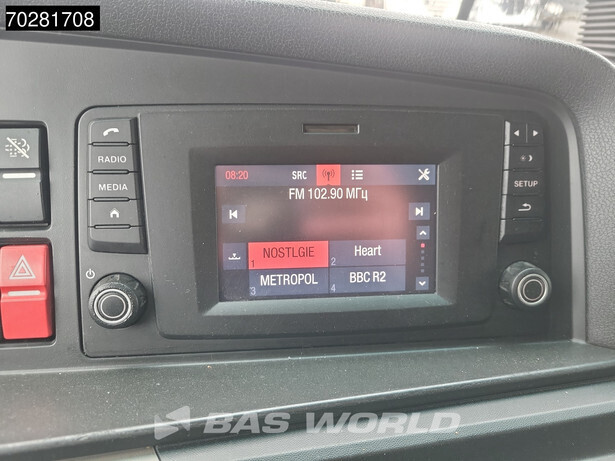 70281708
RADIO
MEDIA
SETUP
08:20 SRC
FM 102.90 МГц
1 NOSTLGIE 2 Heart
3 METROPOL 4 BBC R2
BAS WORLD